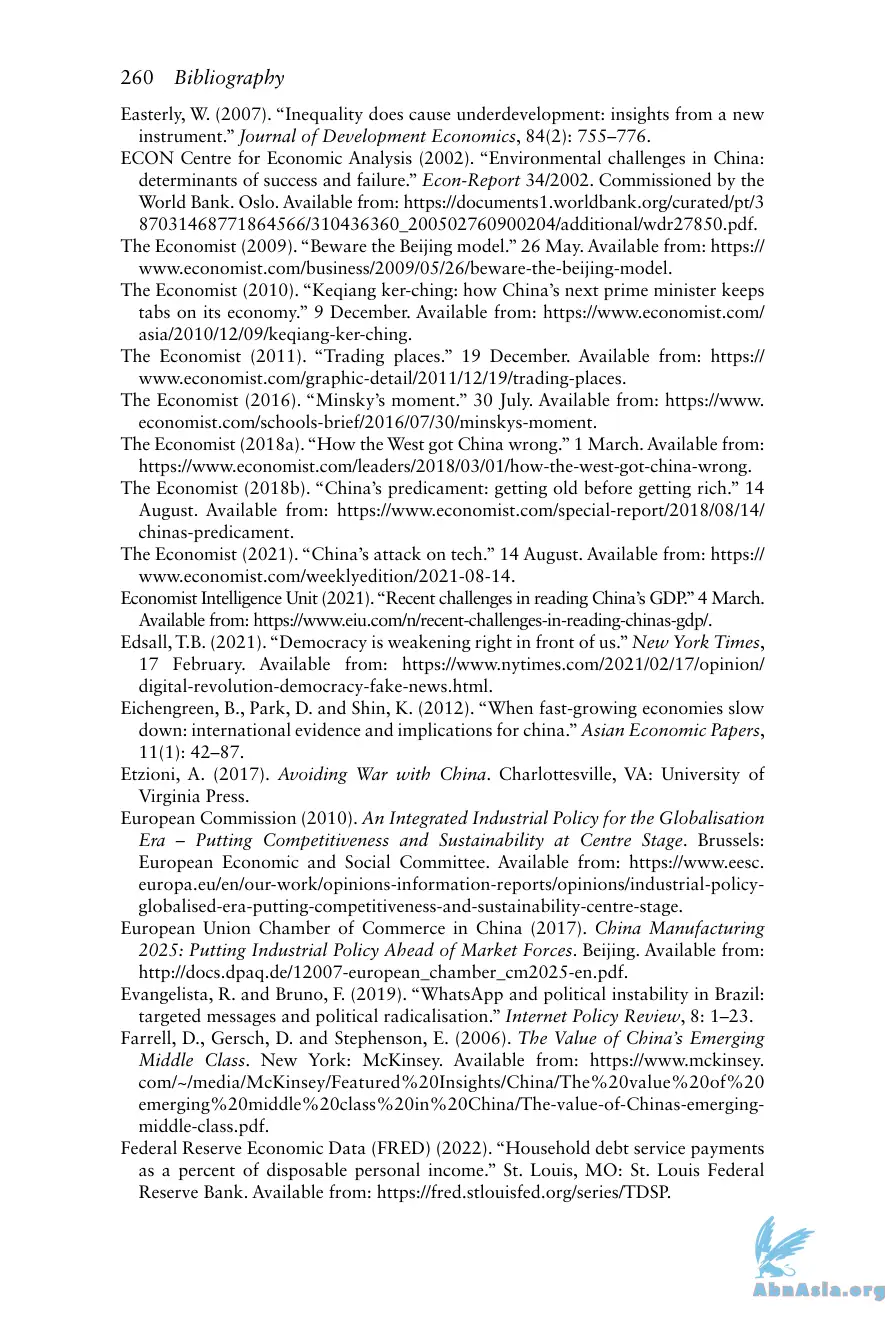 260 Bibliography
Easterly, W. (2007). “Inequality does cause underdevelopment: insights from a new
instrument.” Journal of Development Economics, 84(2): 755–776.
ECON Centre for Economic Analysis (2002). “Environmental challenges in China:
determinants of success and failure.” Econ-Report 34/2002. Commissioned by the
World Bank. Oslo. Available from: https://documents1.worldbank.org/curated/pt/3
87031468771864566/310436360_200502760900204/additional/wdr27850.pdf.
The Economist (2009). “Beware the Beijing model.” 26 May. Available from: https://
www.economist.com/business/2009/05/26/beware-the-beijing-model.
The Economist (2010). “Keqiang ker-ching: how China’s next prime minister keeps
tabs on its economy.” 9 December. Available from: https://www.economist.com/
asia/2010/12/09/keqiang-ker-ching.
The Economist (2011). “Trading places.” 19 December. Available from: https://
www.economist.com/graphic-detail/2011/12/19/trading-places.
The Economist (2016). “Minsky’s moment.” 30 July. Available from: https://www.
economist.com/schools-brief/2016/07/30/minskys-moment.
The Economist (2018a). “How the West got China wrong.” 1 March. Available from:
https://www.economist.com/leaders/2018/03/01/how-the-west-got-china-wrong.
The Economist (2018b). “China’s predicament: getting old before getting rich.” 14
August. Available from: https://www.economist.com/special-report/2018/08/14/
chinas-predicament.
The Economist (2021). “China’s attack on tech.” 14 August. Available from: https://
www.economist.com/weeklyedition/2021-08-14.
Economist Intelligence Unit (2021). “Recent challenges in reading China’s GDP.” 4 March.
Available from: https://www.eiu.com/n/recent-challenges-in-reading-chinas-gdp/.
Edsall, T.B. (2021). “Democracy is weakening right in front of us.” New York Times,
17 February. Available from: https://www.nytimes.com/2021/02/17/opinion/
digital-revolution-democracy-fake-news.html.
Eichengreen, B., Park, D. and Shin, K. (2012). “When fast-growing economies slow
down: international evidence and implications for china.” Asian Economic Papers,
11(1): 42–87.
Etzioni, A. (2017). Avoiding War with China. Charlottesville, VA: University of
Virginia Press.
European Commission (2010). An Integrated Industrial Policy for the Globalisation
Era – Putting Competitiveness and Sustainability at Centre Stage. Brussels:
European Economic and Social Committee. Available from: https://www.eesc.
europa.eu/en/our-work/opinions-information-reports/opinions/industrial-policy-
globalised-era-putting-competitiveness-and-sustainability-centre-stage.
European Union Chamber of Commerce in China (2017). China Manufacturing
2025: Putting Industrial Policy Ahead of Market Forces. Beijing. Available from:
http://docs.dpaq.de/12007-european_chamber_cm2025-en.pdf.
Evangelista, R. and Bruno, F. (2019). “WhatsApp and political instability in Brazil:
targeted messages and political radicalisation.” Internet Policy Review, 8: 1–23.
Farrell, D., Gersch, D. and Stephenson, E. (2006). The Value of China’s Emerging
Middle Class. New York: McKinsey. Available from: https://www.mckinsey.
com/~/media/McKinsey/Featured%20Insights/China/The%20value%20of%20
emerging%20middle%20class%20in%20China/The-value-of-Chinas-emerging-
middle-class.pdf.
Federal Reserve Economic Data (FRED) (2022). “Household debt service payments
as a percent of disposable personal income.” St. Louis, MO: St. Louis Federal
Reserve Bank. Available from: https://fred.stlouisfed.org/series/TDSP.
AbnAsia.org